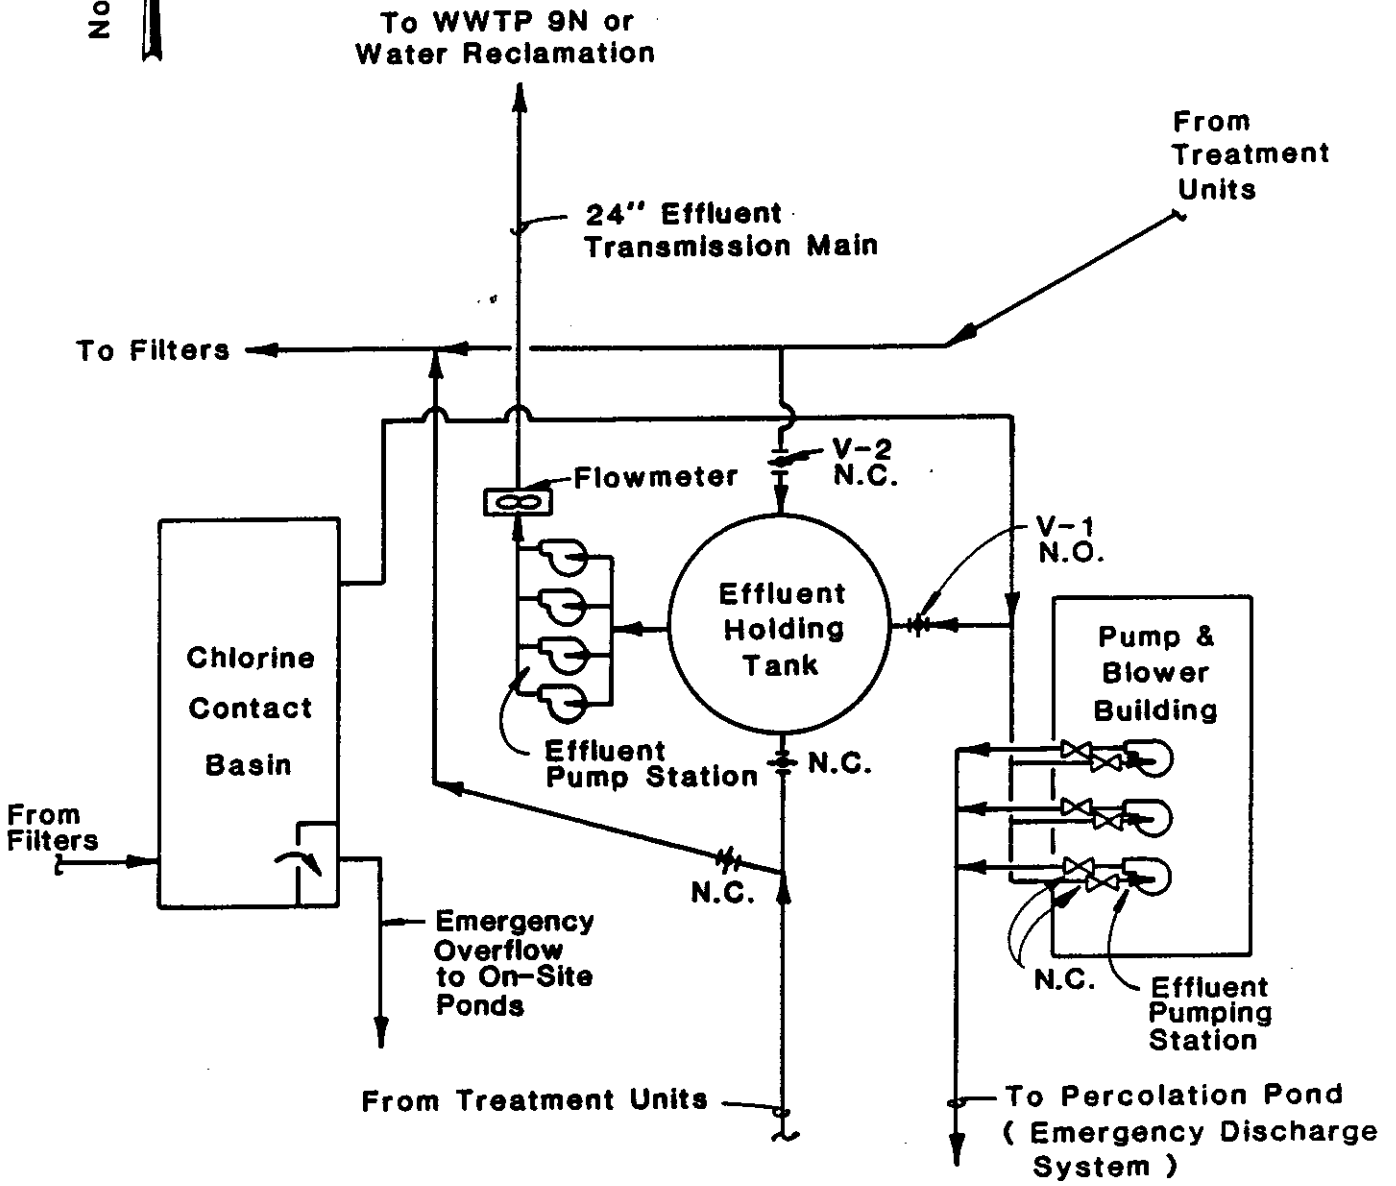 No
To WWTP 9N or
Water Reclamation
From
Treatment
Units
24" Effluent
Transmission Main
To Filters
V-2
N.C.
Flowmeter
V-1
N.O.
Effluent
Holding
Tank
Pump &
Blower
Building
Chlorine
Contact
Basin
Effluent
Pump Station
N.C.
From
Filters
N.C.
Emergency
Overflow
to On-Site
Ponds
N.C.
Effluent
Pumping
Station
From Treatment Units
To Percolation Pond
( Emergency Discharge
System )